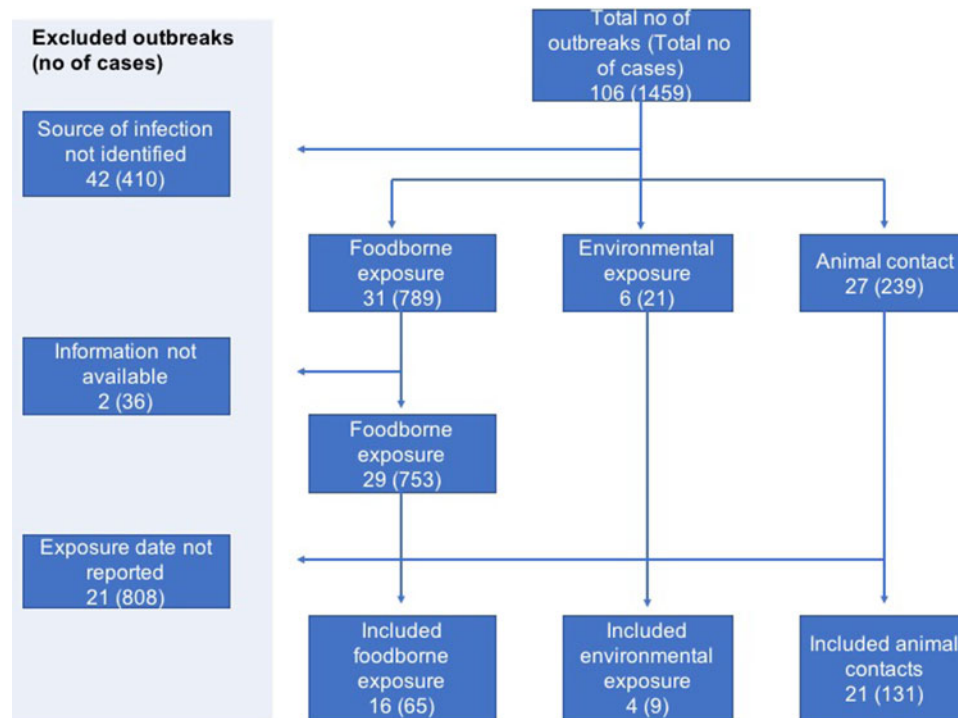 Excluded outbreaks
(no of cases)
Total no of
outbreaks (Total no
of cases)
106 (1459)
Source of infection
not identified
42 (410)
Foodborne
exposure
31 (789)
Environmental
exposure
6 (21)
Animal contact
27 (239)
Information not
available
2 (36)
Foodborne
exposure
29 (753)
Exposure date not
reported
21 (808)
Included
foodborne
exposure
16 (65)
Included
environmental
exposure
4 (9)
Included animal
contacts
21 (131)